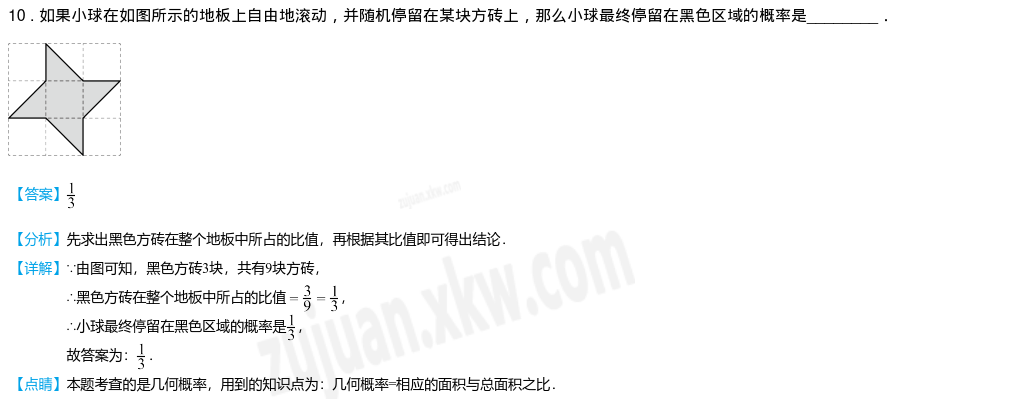 10．如果小球在如图所示的地板上自由地滚动，并随机停留在某块方砖上，那么小球最终停留在黑色区域的概率是_________．
【答案】1/3
zujuan.xkw.com
【分析】先求出黑色方砖在整个地板中所占的比值，再根据其比值即可得出结论．
【详解】∵由图可知，黑色方砖3块，共有9块方砖，
∴黑色方砖在整个地板中所占的比值＝3/9＝1/3，
∴小球最终停留在黑色区域的概率是1/3，
故答案为：1/3．
zujuan.xkw.com
【点睛】本题考查的是几何概率，用到的知识点为：几何概率=相应的面积与总面积之比．